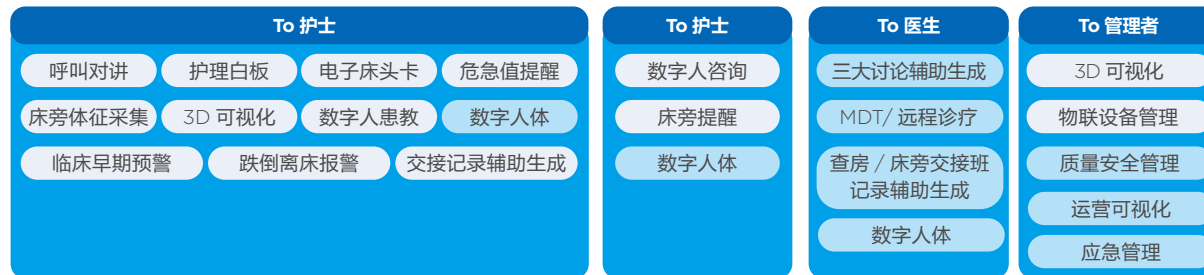 To 护士
呼叫对讲
护理白板
电子床头卡
危急值提醒
床旁体征采集
3D 可视化
数字人患教
数字人体
临床早期预警
跌倒离床报警
交接记录辅助生成
To 护士
数字人咨询
床旁提醒
数字人体
To 医生
三大讨论辅助生成
MDT/ 远程诊疗
查房 / 床旁交接班
记录辅助生成
数字人体
To 管理者
3D 可视化
物联设备管理
质量安全管理
运营可视化
应急管理